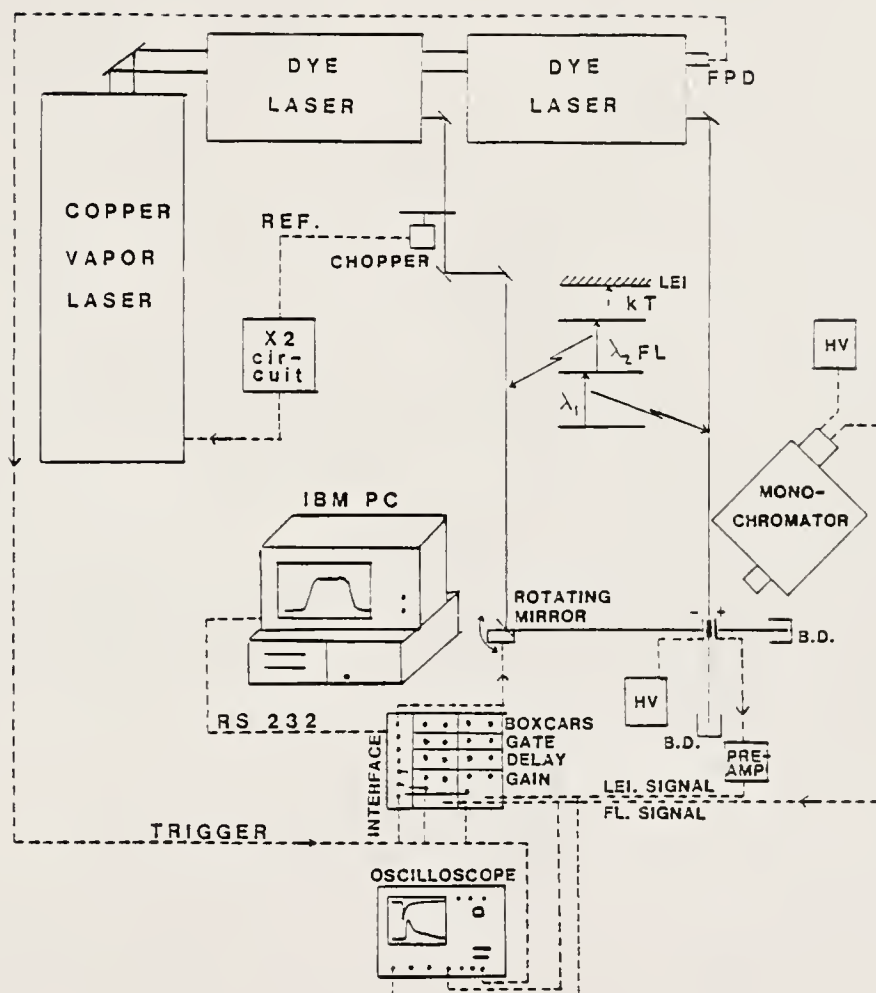 DYE
LASER
DYE
LASER
FPD
COPPER
VAPOR
LASER
REF.
CHOPPER
X2
cir-
cuit
LEI
kT
λ₂ FL
λ₁
HV
MONO-
CHROMATOR
IBM PC
ROTATING
MIRROR
- +
B.D.
HV
B.D.
RS 232
INTERFACE
BOXCARS
GATE
DELAY
GAIN
PRE-
AMP
LEI. SIGNAL
FL. SIGNAL
TRIGGER
OSCILLOSCOPE